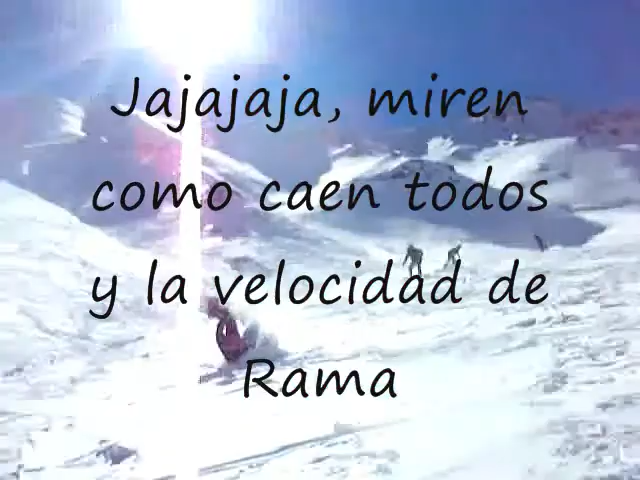 Jajajaja, miren
como caen todos
y la velocidad de
Rama